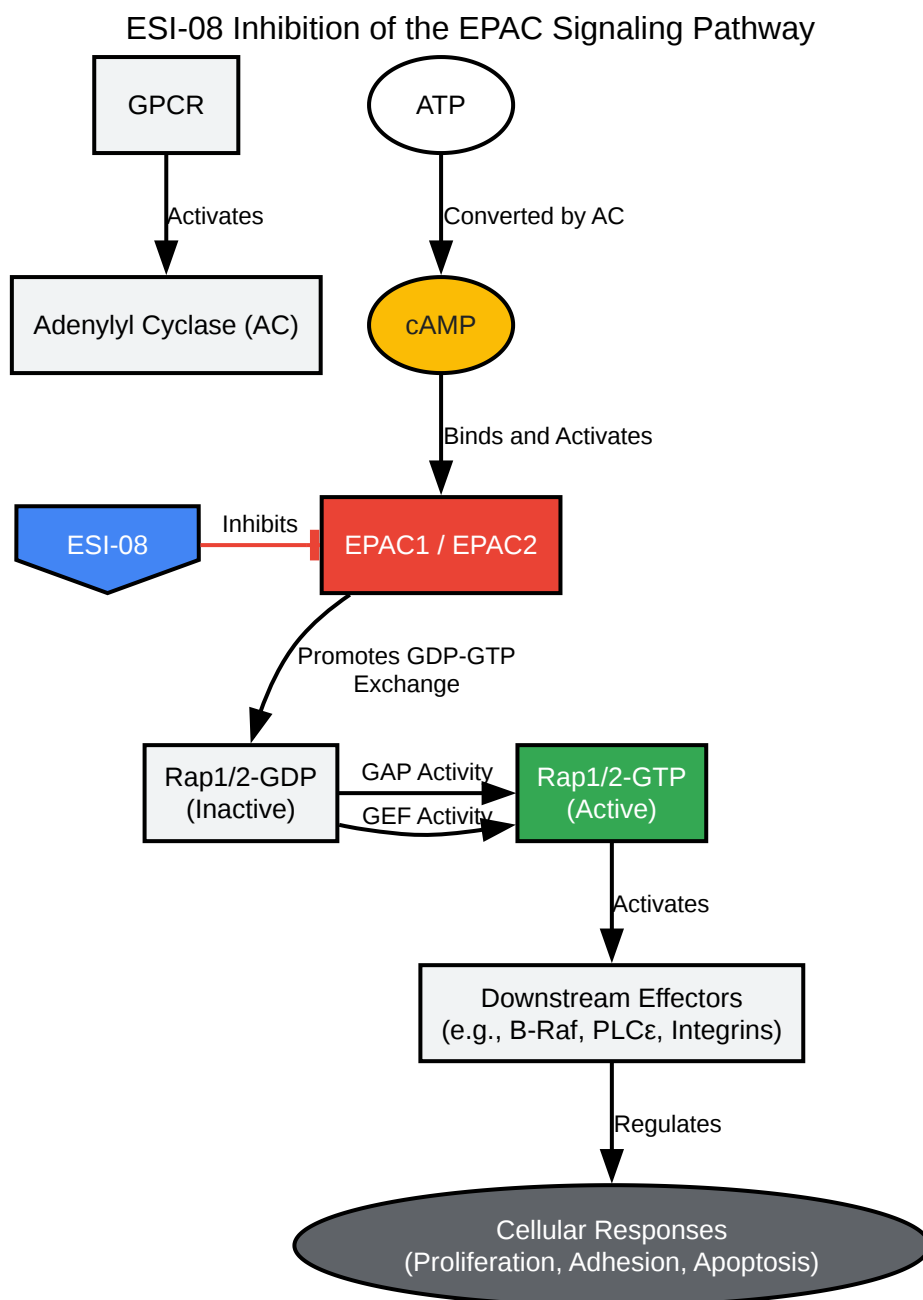 ESI-08 Inhibition of the EPAC Signaling Pathway
GPCR
ATP
Activates
Converted by AC
Adenylyl Cyclase (AC)
cAMP
Binds and Activates
ESI-08
Inhibits
EPAC1 / EPAC2
Promotes GDP-GTP
Exchange
Rap1/2-GDP
(Inactive)
GAP Activity
GEF Activity
Rap1/2-GTP
(Active)
Activates
Downstream Effectors
(e.g., B-Raf, PLCε, Integrins)
Regulates
Cellular Responses
(Proliferation, Adhesion, Apoptosis)